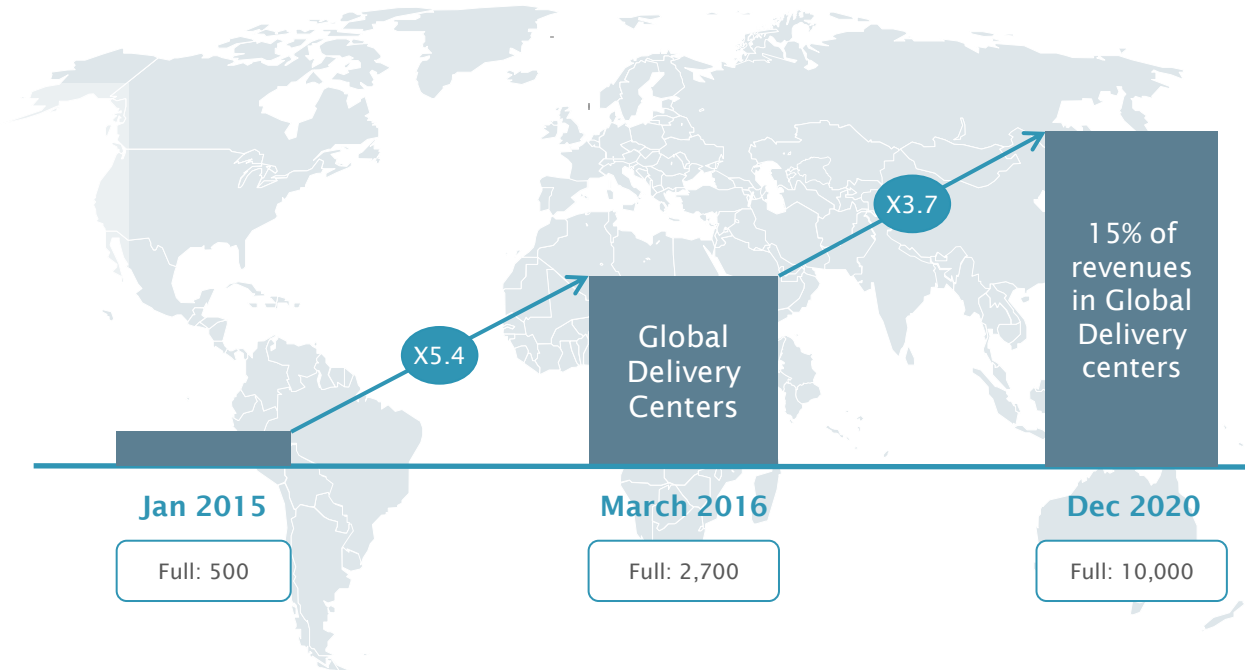 X5.4
Global
Delivery
Centers
X3.7
15% of
revenues
in Global
Delivery
centers
Jan 2015
March 2016
Dec 2020
Full: 500
Full: 2,700
Full: 10,000